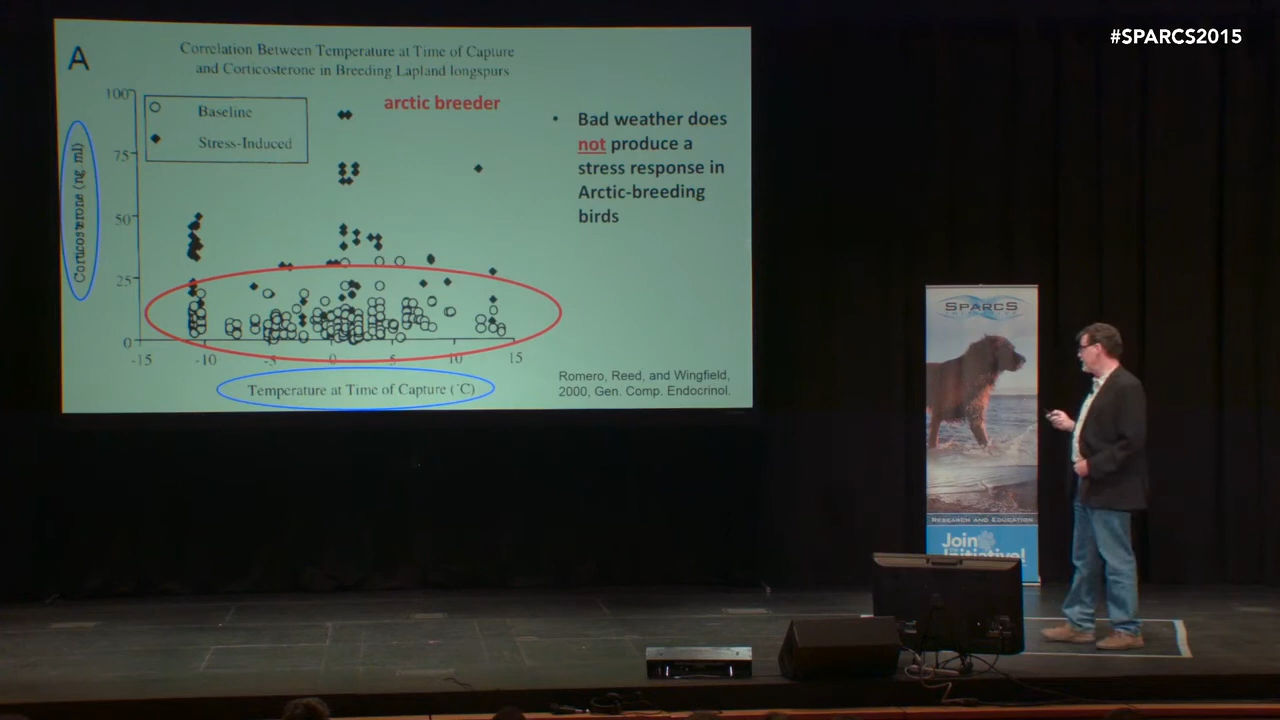 #SPARCS2015
A
Correlation Between Temperature at Time of Capture
and Corticosterone in Breeding Lapland longspurs
arctic breeder
100
75
50
25
0
Baseline
Stress-Induced
Corticosterone (ng ml)
-15
-10
-5
0
5
10
15
Temperature at Time of Capture (°C)
• Bad weather does
not produce a
stress response in
Arctic-breeding
birds
Romero, Reed, and Wingfield,
2000, Gen. Comp. Endocrinol.
SPARCS
RESEARCH AND EDUCATION
Join
Initiative!